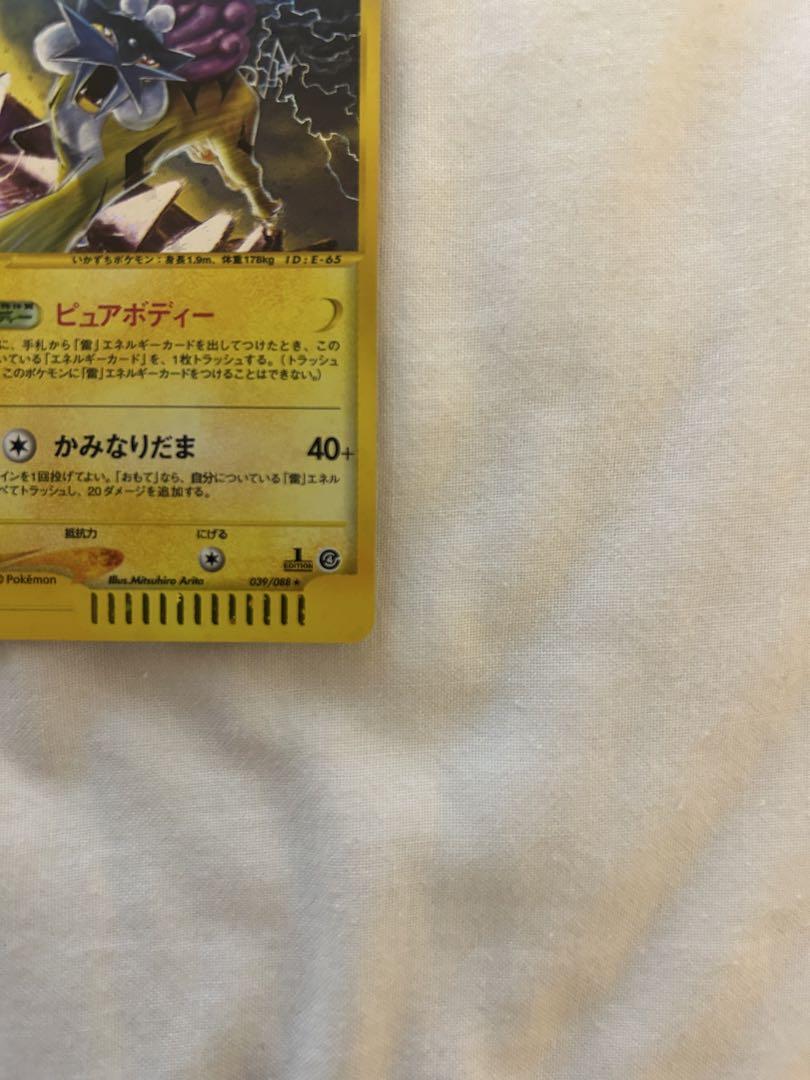 いかずちポケモン：身長1.9m、体重178kg ID：E-65
ピュアボディー
に、手札から「雷」エネルギーカードを出してつけたとき、この
いている「エネルギーカード」を、1枚トラッシュする。（トラッシュ
このポケモンに「雷」エネルギーカードをつけることはできない。）
かみなりだま 40+
インを1回投げてよい。「おもて」なら、自分についている「雷」エネル
べてトラッシュし、20ダメージを追加する。
抵抗力 にげる
1 EDITION
© Pokémon Illus. Mitsuhiro Arita 039/088 ★